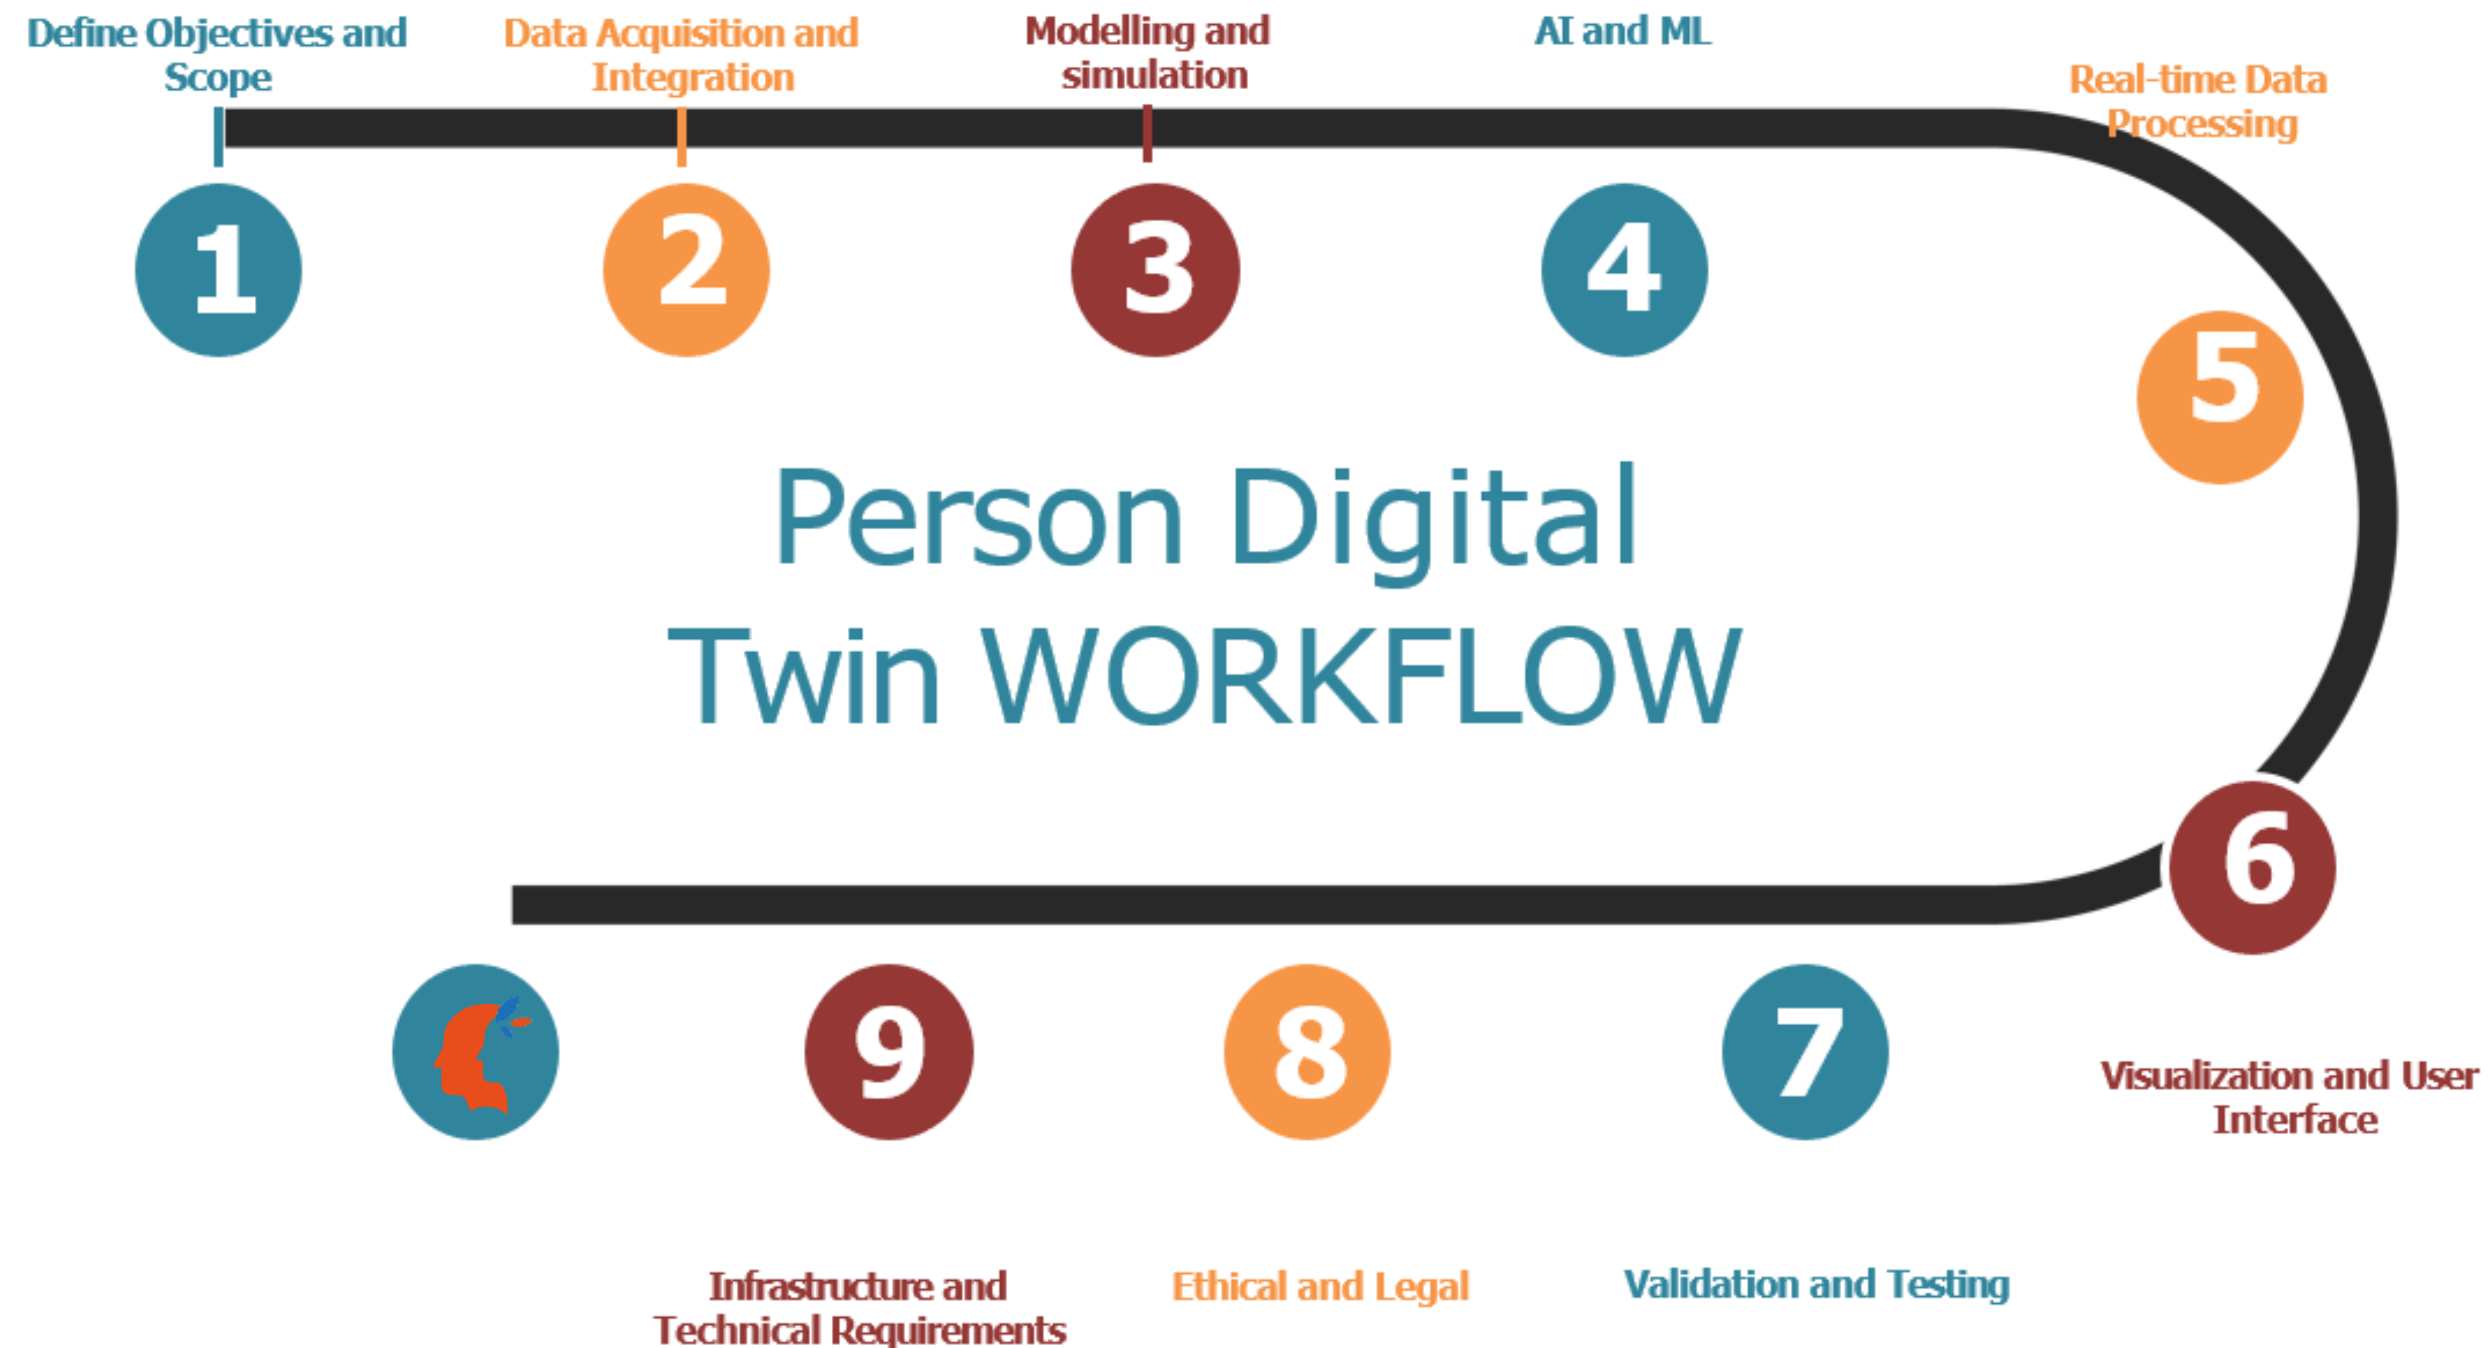 Define Objectives and
Scope
Data Acquisition and
Integration
Modelling and
simulation
AI and ML
Real-time Data
Processing
1
2
3
4
5
Person Digital
Twin WORKFLOW
6
Visualization and User
Interface
7
Validation and Testing
8
Ethical and Legal
9
Infrastructure and
Technical Requirements